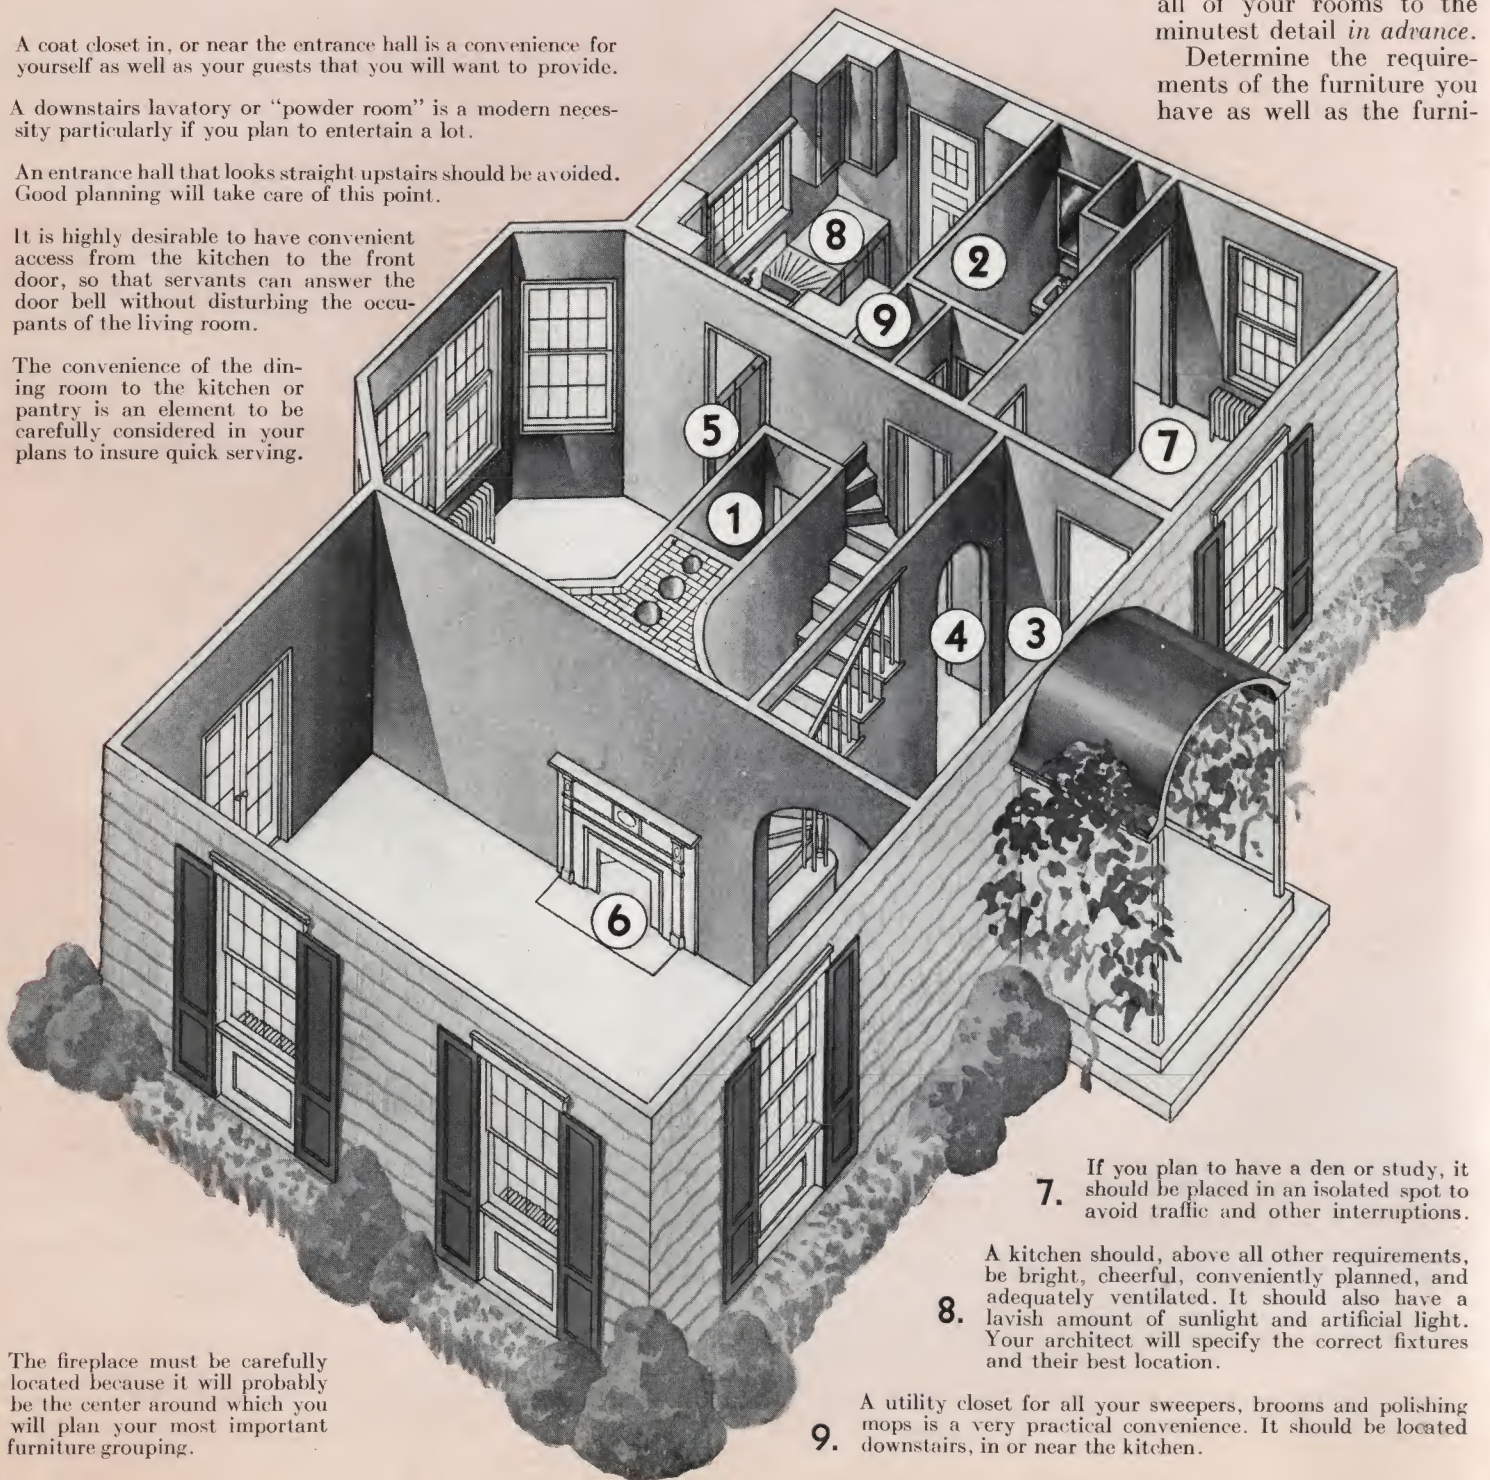 A coat closet in, or near the entrance hall is a convenience for
yourself as well as your guests that you will want to provide.
A downstairs lavatory or “powder room” is a modern neces-
sity particularly if you plan to entertain a lot.
An entrance hall that looks straight upstairs should be avoided.
Good planning will take care of this point.
It is highly desirable to have convenient
access from the kitchen to the front
door, so that servants can answer the
door bell without disturbing the occu-
pants of the living room.
The convenience of the din-
ing room to the kitchen or
pantry is an element to be
carefully considered in your
plans to insure quick serving.
all of your rooms to the
minutest detail in advance.
Determine the require-
ments of the furniture you
have as well as the furni-
8
2
9
5
7
1
4
3
6
The fireplace must be carefully
located because it will probably
be the center around which you
will plan your most important
furniture grouping.
If you plan to have a den or study, it
7. should be placed in an isolated spot to
avoid traffic and other interruptions.
A kitchen should, above all other requirements,
be bright, cheerful, conveniently planned, and
adequately ventilated. It should also have a
8. lavish amount of sunlight and artificial light.
Your architect will specify the correct fixtures
and their best location.
A utility closet for all your sweepers, brooms and polishing
mops is a very practical convenience. It should be located
9. downstairs, in or near the kitchen.